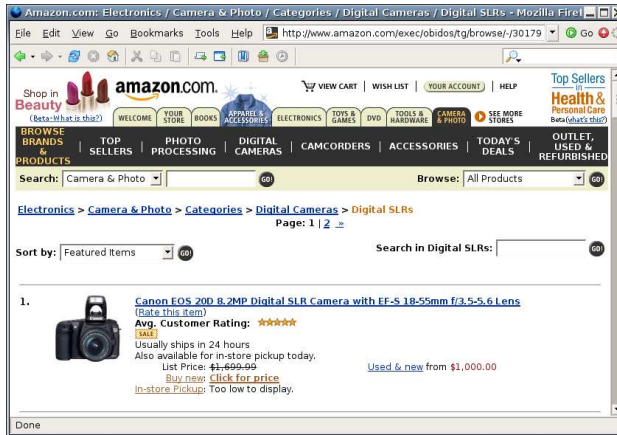 Amazon.com: Electronics / Camera & Photo / Categories / Digital Cameras / Digital SLRs - Mozilla Firef
File Edit View Go Bookmarks Tools Help http://www.amazon.com/exec/obidos/tg/browse/-/30179 Go
Shop in
Beauty
(Beta-What is this?)
amazon.com.
VIEW CART | WISH LIST | YOUR ACCOUNT | HELP
WELCOME YOUR STORE BOOKS APPAREL & ACCESSORIES ELECTRONICS TOYS & GAMES DVD TOOLS & HARDWARE CAMERA & PHOTO SEE MORE STORES
Top Sellers
in
Health &
Personal Care
Beta(what's this?)
BROWSE BRANDS & PRODUCTS | TOP SELLERS | PHOTO PROCESSING | DIGITAL CAMERAS | CAMCORDERS | ACCESSORIES | TODAY'S DEALS | OUTLET, USED & REFURBISHED
Search: Camera & Photo GO! Browse: All Products GO!
Electronics > Camera & Photo > Categories > Digital Cameras > Digital SLRs
Page: 1 | 2 »
Sort by: Featured Items GO! Search in Digital SLRs: GO!
1. Canon EOS 20D 8.2MP Digital SLR Camera with EF-S 18-55mm f/3.5-5.6 Lens
(Rate this item)
Avg. Customer Rating:
SALE
Usually ships in 24 hours
Also available for in-store pickup today.
List Price: $1,699.99 Used & new from $1,000.00
Buy new: Click for price
In-store Pickup: Too low to display.
Done